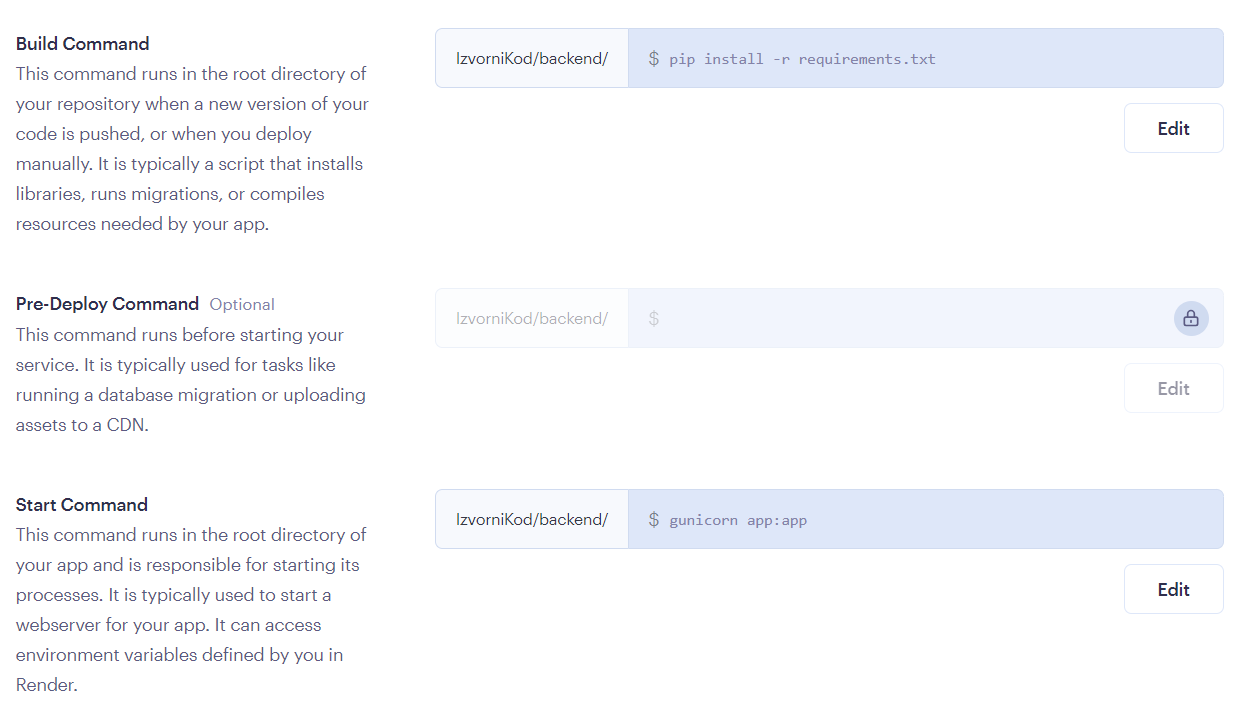 Build Command
This command runs in the root directory of
your repository when a new version of your
code is pushed, or when you deploy
manually. It is typically a script that installs
libraries, runs migrations, or compiles
resources needed by your app.
IzvorniKod/backend/ $ pip install -r requirements.txt
Edit
Pre-Deploy Command Optional
This command runs before starting your
service. It is typically used for tasks like
running a database migration or uploading
assets to a CDN.
IzvorniKod/backend/ $
Edit
Start Command
This command runs in the root directory of
your app and is responsible for starting its
processes. It is typically used to start a
webserver for your app. It can access
environment variables defined by you in
Render.
IzvorniKod/backend/ $ gunicorn app:app
Edit